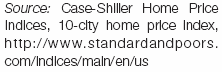 Source: Case-Shiller Home Price
Indices, 10-city home price index,
http://www.standardandpoors.
com/indices/main/en/us